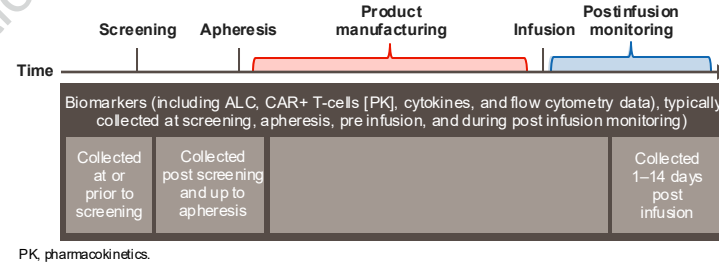 Screening
Apheresis
Product
manufacturing
Infusion
Postinfusion
monitoring
Time
Biomarkers (including ALC, CAR+ T-cells [PK], cytokines, and flow cytometry data), typically
collected at screening, apheresis, pre infusion, and during post infusion monitoring)
Collected
at or
prior to
screening
Collected
post screening
and up to
apheresis
Collected
1–14 days
post
infusion
PK, pharmacokinetics.